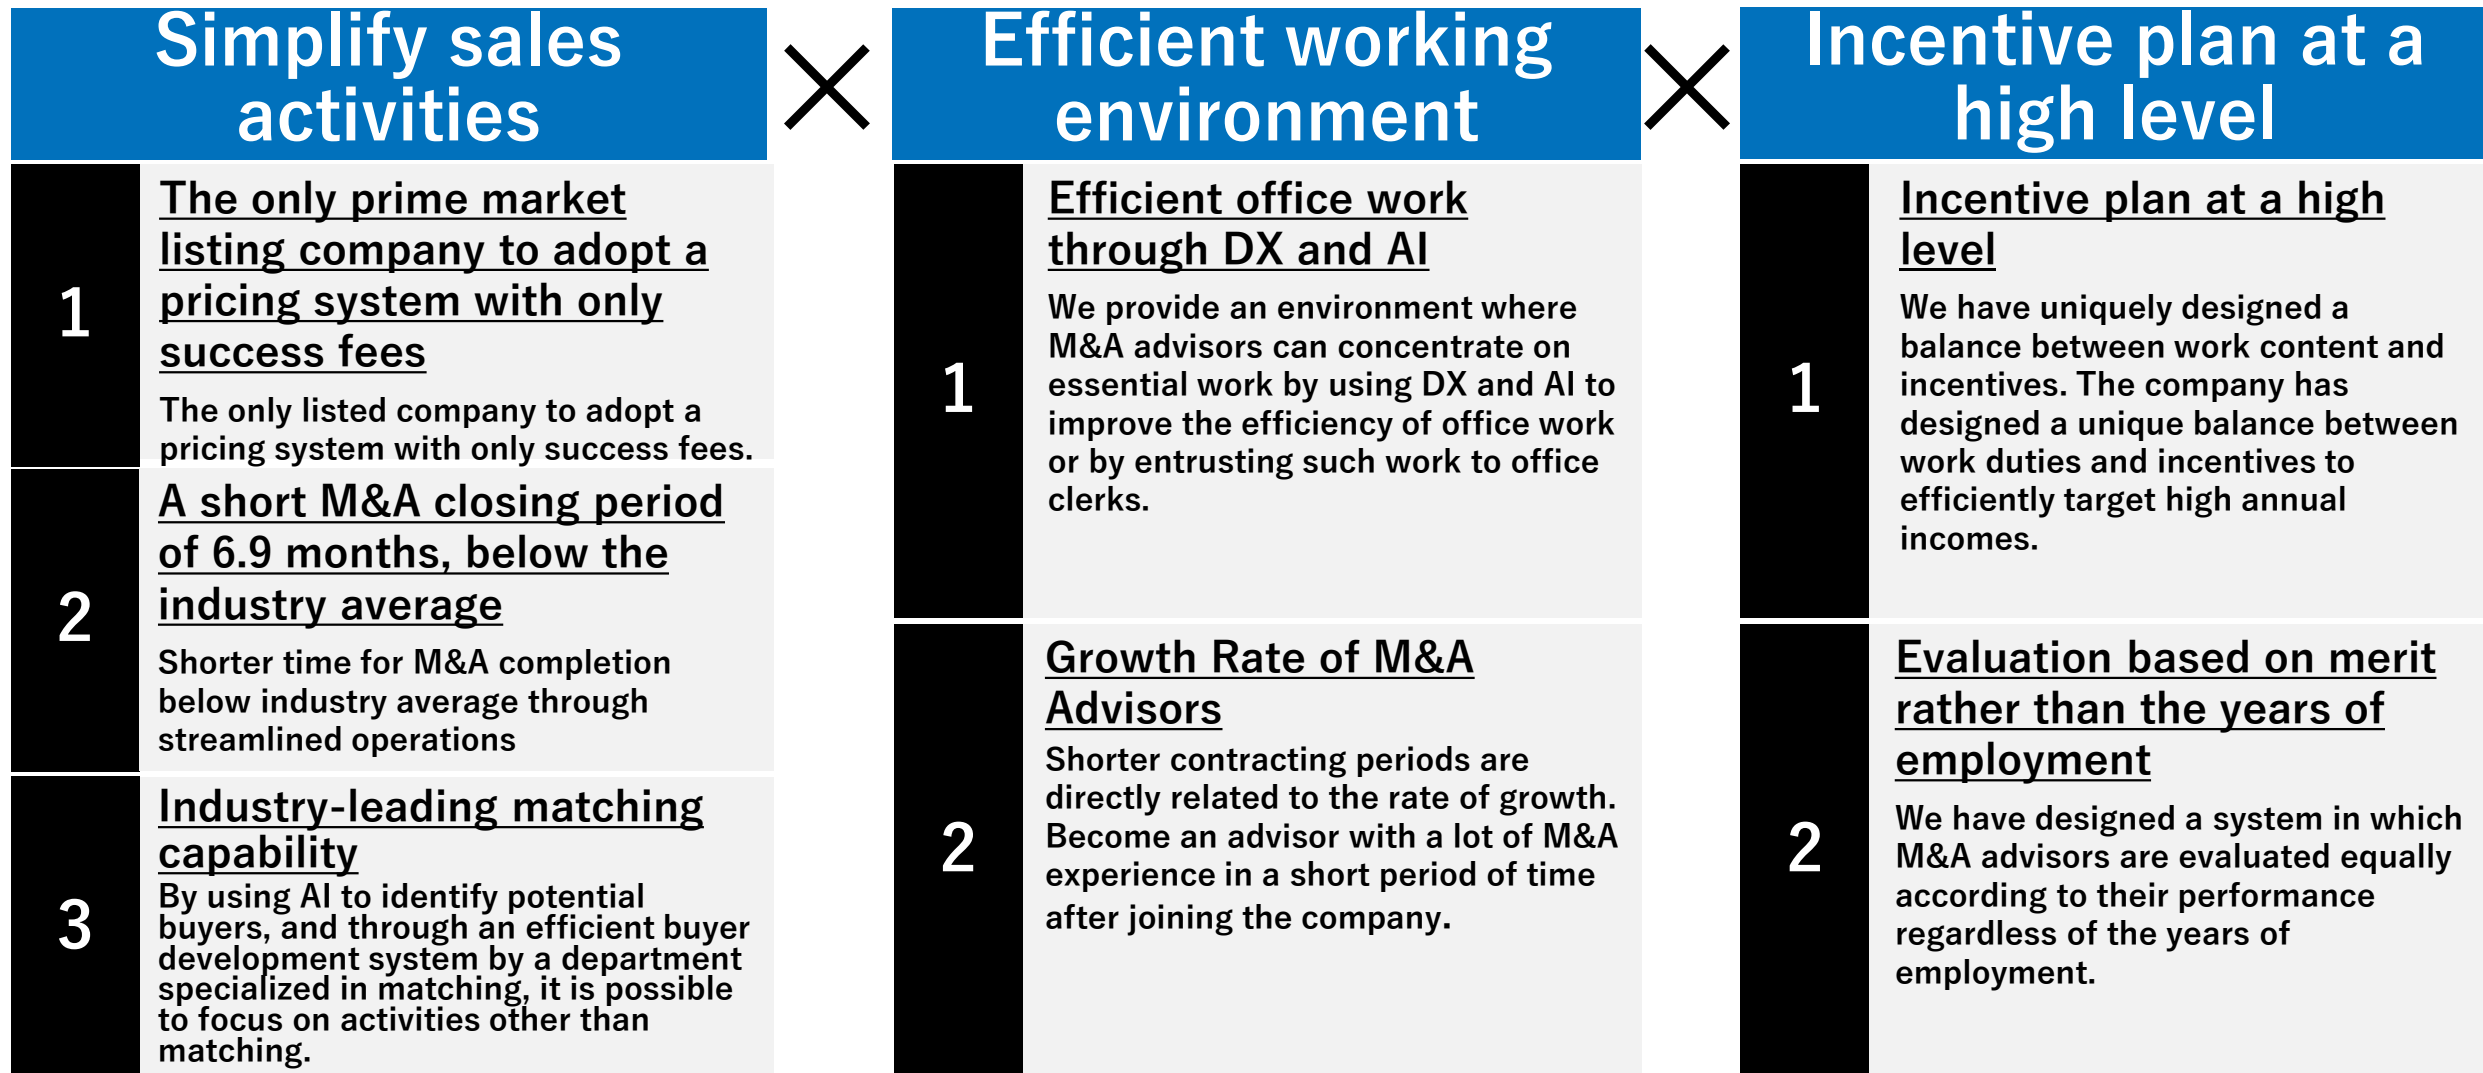 Simplify sales
activities
1
The only prime market
listing company to adopt a
pricing system with only
success fees
The only listed company to adopt a
pricing system with only success fees.
2
A short M&A closing period
of 6.9 months, below the
industry average
Shorter time for M&A completion
below industry average through
streamlined operations
3
Industry-leading matching
capability
By using AI to identify potential
buyers, and through an efficient buyer
development system by a department
specialized in matching, it is possible
to focus on activities other than
matching.
Efficient working
environment
1
Efficient office work
through DX and AI
We provide an environment where
M&A advisors can concentrate on
essential work by using DX and AI to
improve the efficiency of office work
or by entrusting such work to office
clerks.
2
Growth Rate of M&A
Advisors
Shorter contracting periods are
directly related to the rate of growth.
Become an advisor with a lot of M&A
experience in a short period of time
after joining the company.
Incentive plan at a
high level
1
Incentive plan at a high
level
We have uniquely designed a
balance between work content and
incentives. The company has
designed a unique balance between
work duties and incentives to
efficiently target high annual
incomes.
2
Evaluation based on merit
rather than the years of
employment
We have designed a system in which
M&A advisors are evaluated equally
according to their performance
regardless of the years of
employment.